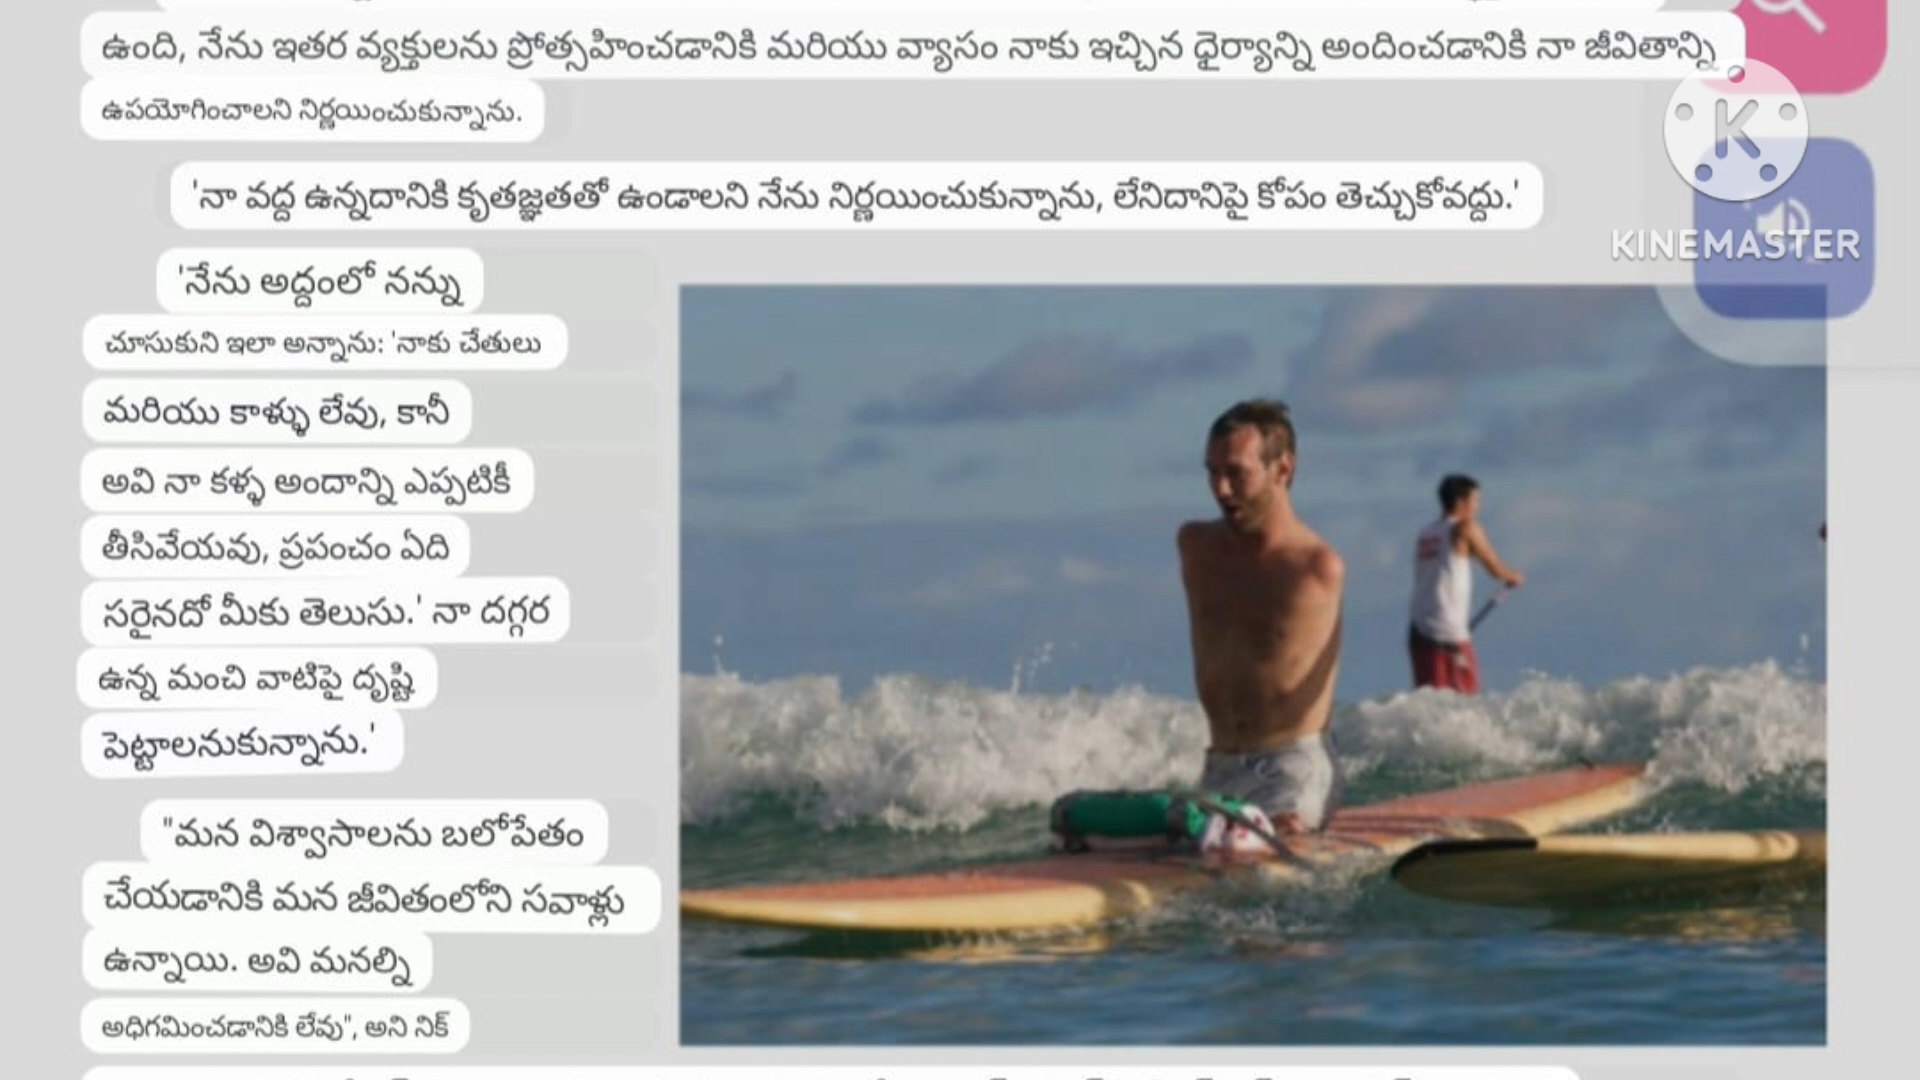 ఉంది, నేను ఇతర వ్యక్తులను ప్రోత్సహించడానికి మరియు వ్యాసం నాకు ఇచ్చిన ధైర్యాన్ని అందించడానికి నా జీవితాన్ని
ఉపయోగించాలని నిర్ణయించుకున్నాను.
'నా వద్ద ఉన్నదానికి కృతజ్ఞతతో ఉండాలని నేను నిర్ణయించుకున్నాను, లేనిదానిపై కోపం తెచ్చుకోవద్దు.'
'నేను అద్దంలో నన్ను
చూసుకుని ఇలా అన్నాను: 'నాకు చేతులు
మరియు కాళ్ళు లేవు, కానీ
అవి నా కళ్ళ అందాన్ని ఎప్పటికీ
తీసివేయవు, ప్రపంచం ఏది
సరైనదో మీకు తెలుసు.' నా దగ్గర
ఉన్న మంచి వాటిపై దృష్టి
పెట్టాలనుకున్నాను.'
"మన విశ్వాసాలను బలోపేతం
చేయడానికి మన జీవితంలోని సవాళ్లు
ఉన్నాయి. అవి మనల్ని
అధిగమించడానికి లేవు", అని నిక్
KINEMASTER